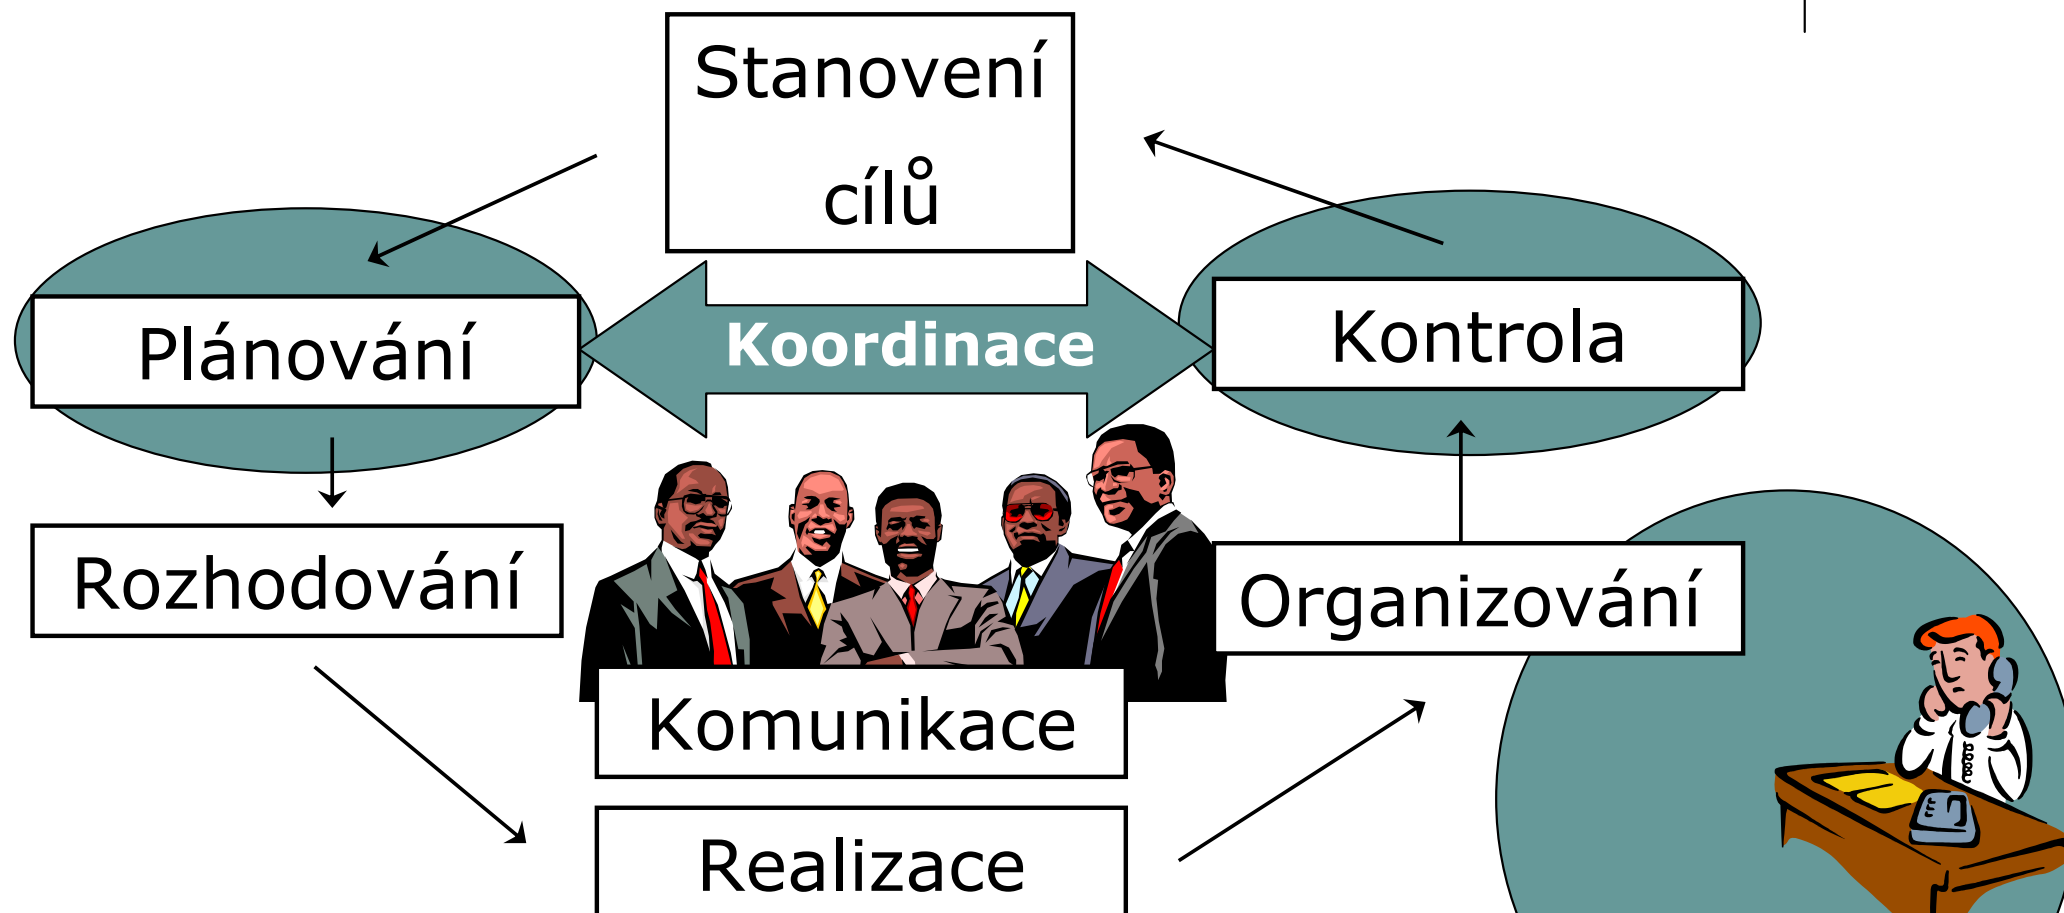 Stanovení
cílů
Plánování
Koordinace
Kontrola
Rozhodování
Organizování
Komunikace
Realizace